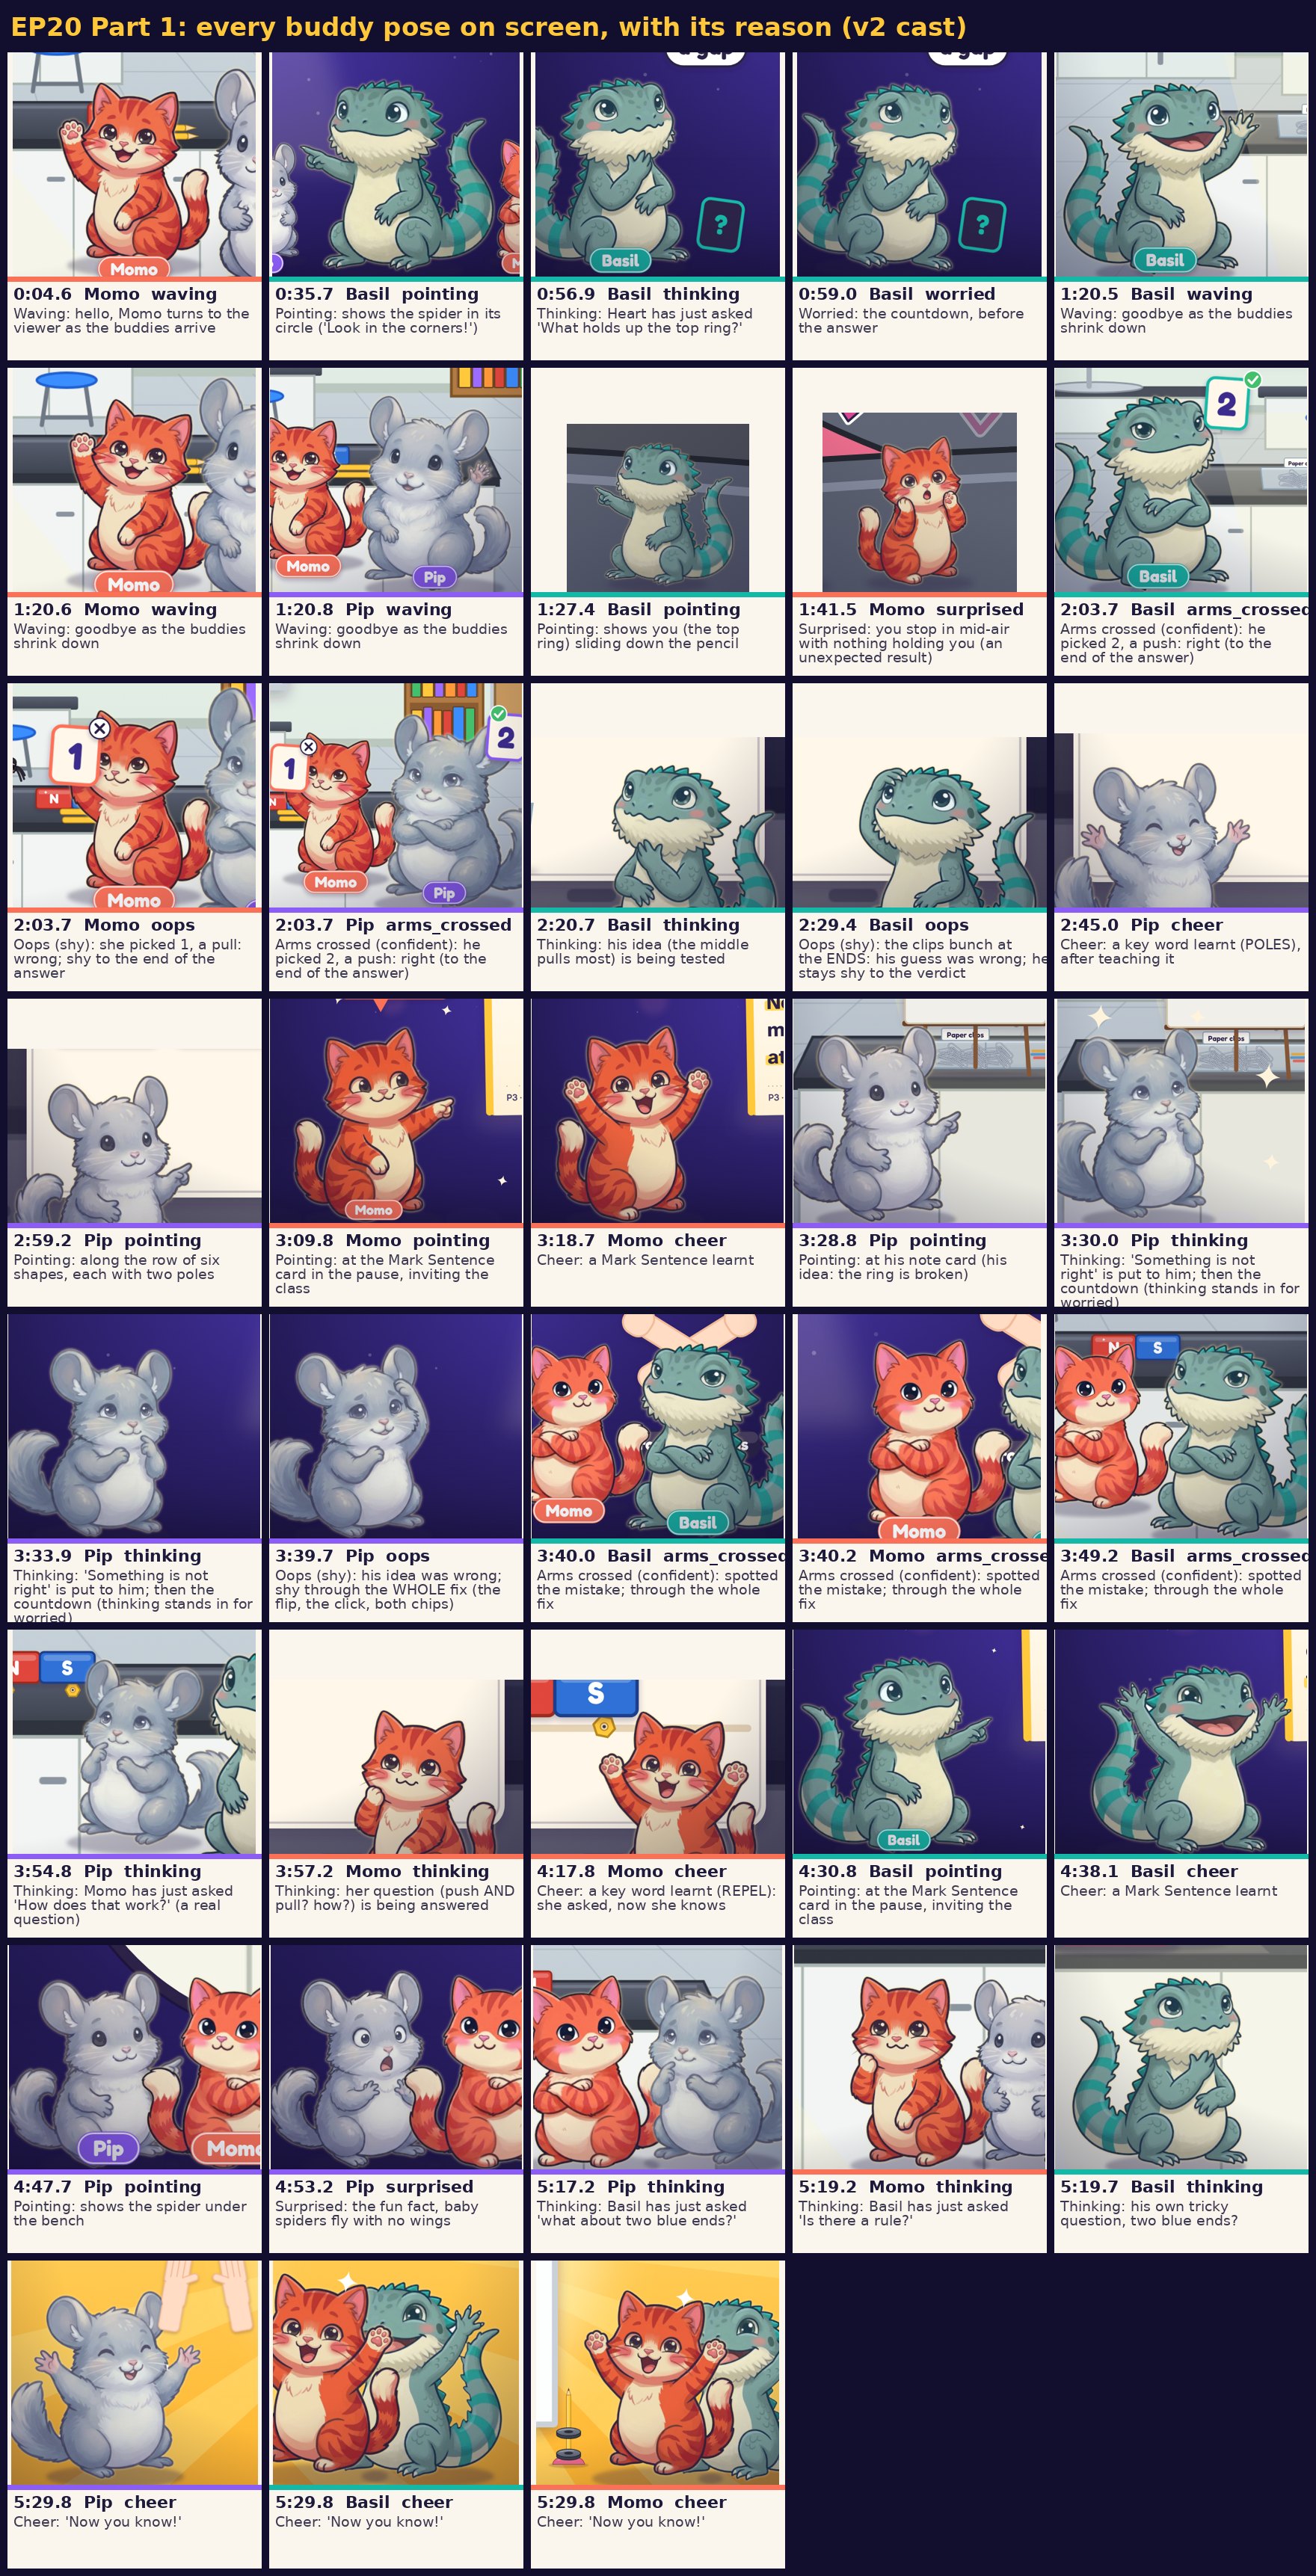 EP20 Part 1: every buddy pose on screen, with its reason (v2 cast)
Momo
0:04.6 Momo waving
Waving: hello, Momo turns to the
viewer as the buddies arrive
0:35.7 Basil pointing
Pointing: shows the spider in its
circle ('Look in the corners!')
?
Basil
0:56.9 Basil thinking
Thinking: Heart has just asked
'What holds up the top ring?'
?
0:59.0 Basil worried
Worried: the countdown, before
the answer
Basil
1:20.5 Basil waving
Waving: goodbye as the buddies
shrink down
Momo
1:20.6 Momo waving
Waving: goodbye as the buddies
shrink down
Momo
Pip
1:20.8 Pip waving
Waving: goodbye as the buddies
shrink down
1:27.4 Basil pointing
Pointing: shows you (the top
ring) sliding down the pencil
1:41.5 Momo surprised
Surprised: you stop in mid-air
with nothing holding you (an
unexpected result)
2
Basil
2:03.7 Basil arms_crossed
Arms crossed (confident): he
picked 2, a push: right (to the
end of the answer)
1
N
Momo
2:03.7 Momo oops
Oops (shy): she picked 1, a pull:
wrong; shy to the end of the
answer
1
2
Momo
Pip
2:03.7 Pip arms_crossed
Arms crossed (confident): he
picked 2, a push: right (to the
end of the answer)
2:20.7 Basil thinking
Thinking: his idea (the middle
pulls most) is being tested
2:29.4 Basil oops
Oops (shy): the clips bunch at
the ENDS: his guess was wrong; he
stays shy to the verdict
2:45.0 Pip cheer
Cheer: a key word learnt (POLES),
after teaching it
2:59.2 Pip pointing
Pointing: along the row of six
shapes, each with two poles
P3
Momo
3:09.8 Momo pointing
Pointing: at the Mark Sentence
card in the pause, inviting the
class
m
at
P3
3:18.7 Momo cheer
Cheer: a Mark Sentence learnt
Paper clips
3:28.8 Pip pointing
Pointing: at his note card (his
idea: the ring is broken)
Paper clips
3:30.0 Pip thinking
Thinking: 'Something is not
right' is put to him; then the
countdown (thinking stands in for
worried)
3:33.9 Pip thinking
Thinking: 'Something is not
right' is put to him; then the
countdown (thinking stands in for
worried)
3:39.7 Pip oops
Oops (shy): his idea was wrong;
shy through the WHOLE fix (the
flip, the click, both chips)
Momo
Basil
3:40.0 Basil arms_crossed
Arms crossed (confident): spotted
the mistake; through the whole
fix
Momo
3:40.2 Momo arms_crosse
Arms crossed (confident): spotted
the mistake; through the whole
fix
N S
3:49.2 Basil arms_crossed
Arms crossed (confident): spotted
the mistake; through the whole
fix
N S
3:54.8 Pip thinking
Thinking: Momo has just asked
'How does that work?' (a real
question)
3:57.2 Momo thinking
Thinking: her question (push AND
pull? how?) is being answered
S
4:17.8 Momo cheer
Cheer: a key word learnt (REPEL):
she asked, now she knows
Basil
4:30.8 Basil pointing
Pointing: at the Mark Sentence
card in the pause, inviting the
class
4:38.1 Basil cheer
Cheer: a Mark Sentence learnt
Pip
Momo
4:47.7 Pip pointing
Pointing: shows the spider under
the bench
4:53.2 Pip surprised
Surprised: the fun fact, baby
spiders fly with no wings
5:17.2 Pip thinking
Thinking: Basil has just asked
'what about two blue ends?'
5:19.2 Momo thinking
Thinking: Basil has just asked
'Is there a rule?'
5:19.7 Basil thinking
Thinking: his own tricky
question, two blue ends?
5:29.8 Pip cheer
Cheer: 'Now you know!'
5:29.8 Basil cheer
Cheer: 'Now you know!'
5:29.8 Momo cheer
Cheer: 'Now you know!'